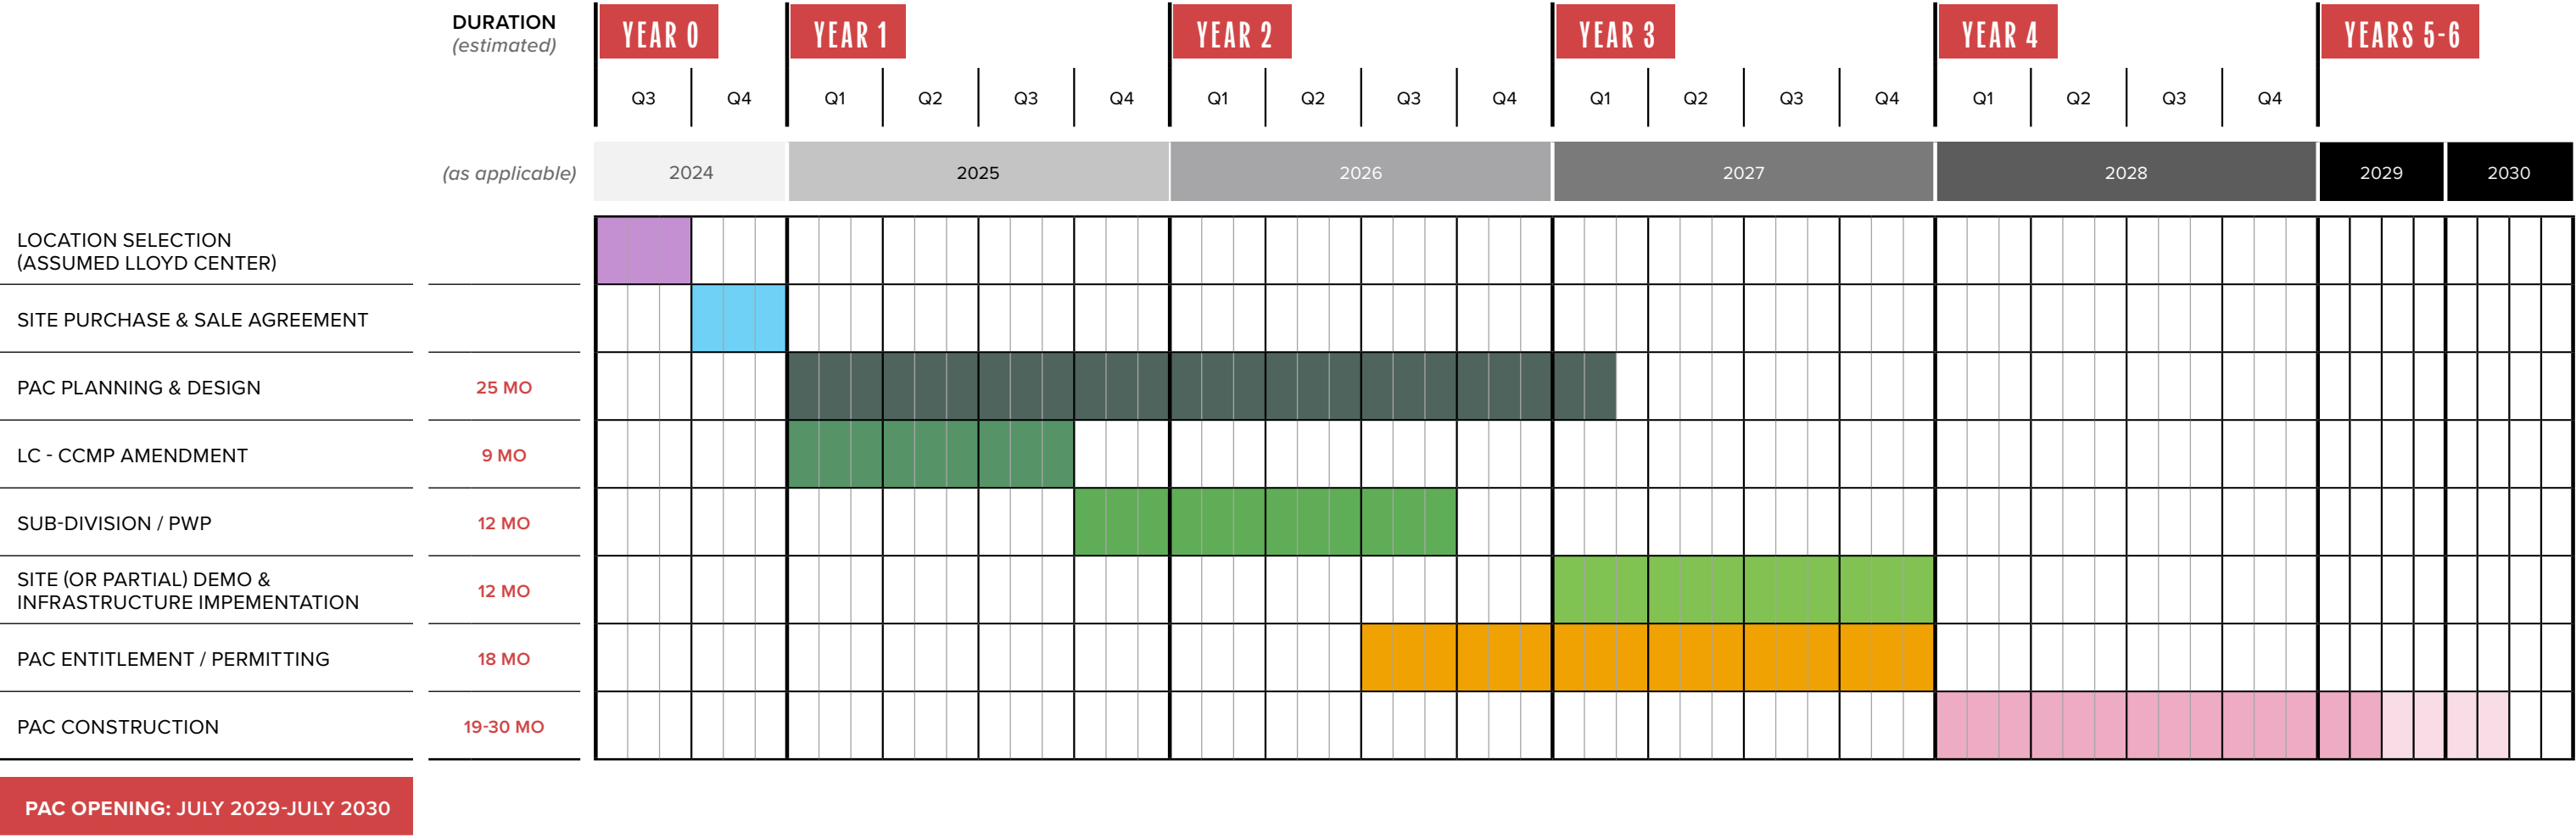 DURATION
(estimated)
YEAR 0
YEAR 1
YEAR 2
YEAR 3
YEAR 4
YEARS 5-6
Q3 Q4 Q1 Q2 Q3 Q4 Q1 Q2 Q3 Q4 Q1 Q2 Q3 Q4 Q1 Q2 Q3 Q4
(as applicable) 2024 2025 2026 2027 2028 2029 2030
LOCATION SELECTION
(ASSUMED LLOYD CENTER)
SITE PURCHASE & SALE AGREEMENT
PAC PLANNING & DESIGN 25 MO
LC - CCMP AMENDMENT 9 MO
SUB-DIVISION / PWP 12 MO
SITE (OR PARTIAL) DEMO &
INFRASTRUCTURE IMPEMENTATION 12 MO
PAC ENTITLEMENT / PERMITTING 18 MO
PAC CONSTRUCTION 19-30 MO
PAC OPENING: JULY 2029-JULY 2030